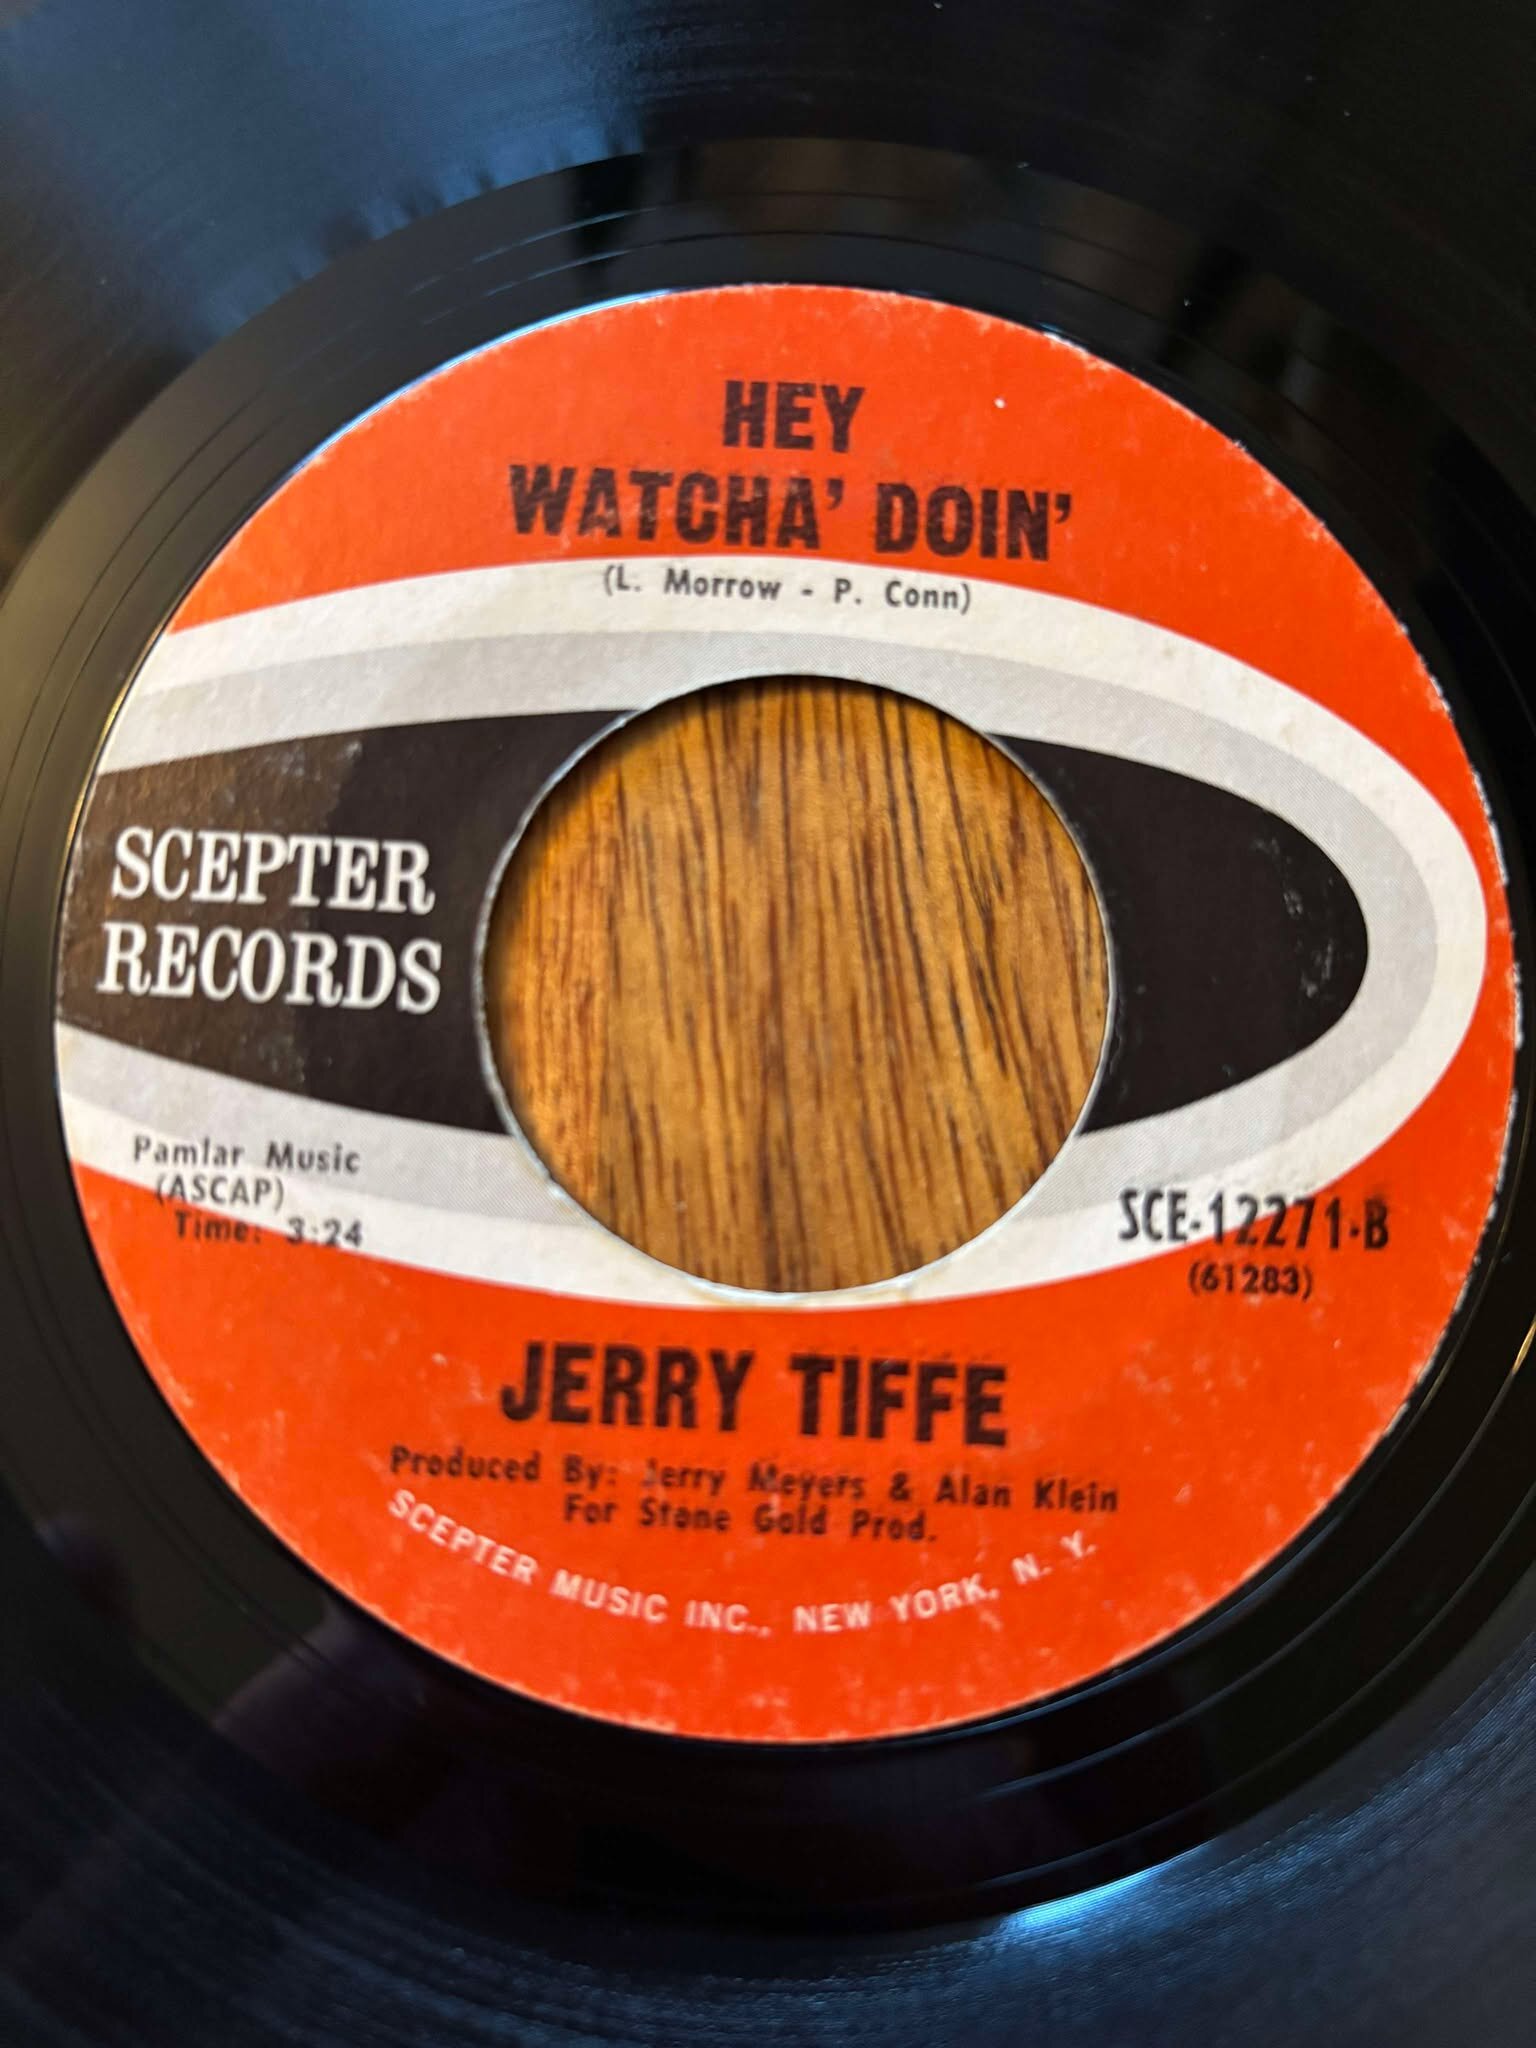 HEY
WATCHA' DOIN'
(L. Morrow - P. Conn)
SCEPTER
RECORDS
Pamlar Music
(ASCAP)
Time: 3:24
SCE-12271-B
(61283)
JERRY TIFFE
Produced By: Jerry Meyers & Alan Klein
For Stone Gold Prod.
SCEPTER MUSIC INC., NEW YORK, N. Y.